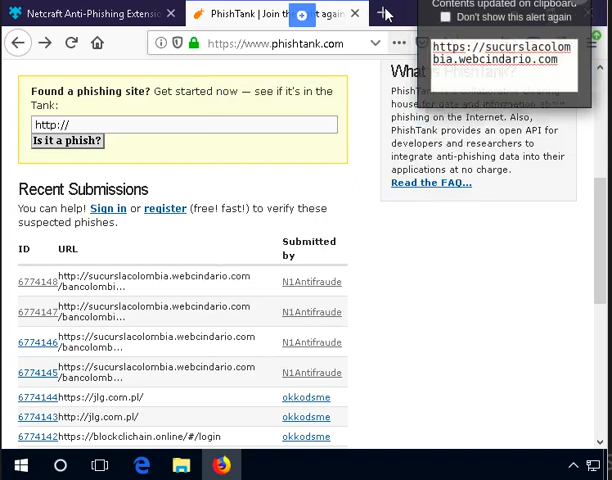 Netcraft Anti-Phishing Extensio
PhishTank | Join the
ht again
Contents updated on clipboard
Don't show this alert again
https://sucurslacolom
bia.webcindario.com
https://www.phishtank.com
Found a phishing site? Get started now — see if it's in the
Tank:
http://
Is it a phish?
What is PhishTank?
house for data and information about
phishing on the Internet. Also,
PhishTank provides an open API for
developers and researchers to
integrate anti-phishing data into their
applications at no charge.
Read the FAQ...
Recent Submissions
You can help! Sign in or register (free! fast!) to verify these
suspected phishes.
ID URL Submitted
by
6774148 http://sucurslacolombia.webcindario.com
/bancolombi... N1Antifraude
6774147 http://sucurslacolombia.webcindario.com
/bancolombi... N1Antifraude
6774146 https://sucurslacolombia.webcindario.com
/bancolomb... N1Antifraude
6774145 https://sucurslacolombia.webcindario.com
/bancolomb... N1Antifraude
6774144 https://jlg.com.pl/ okkodsme
6774143 http://jlg.com.pl/ okkodsme
6774142 https://blockclichain.online/#/login okkodsme